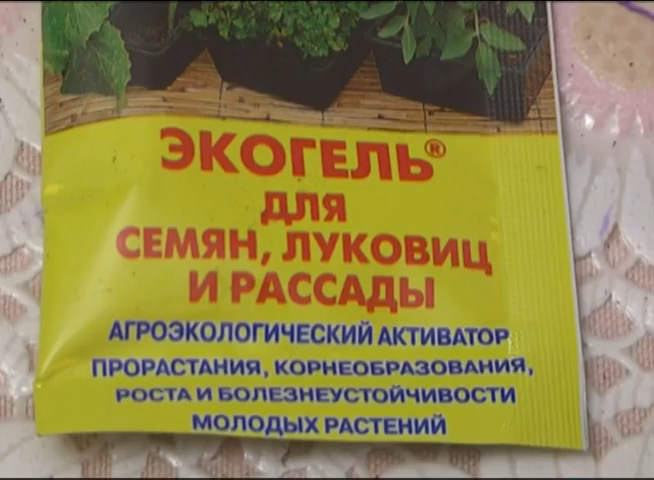 ЭКОГЕЛЬ®
ДЛЯ
СЕМЯН, ЛУКОВИЦ
И РАССАДЫ
АГРОЭКОЛОГИЧЕСКИЙ АКТИВАТОР
ПРОРАСТАНИЯ, КОРНЕОБРАЗОВАНИЯ,
РОСТА И БОЛЕЗНЕУСТОЙЧИВОСТИ
МОЛОДЫХ РАСТЕНИЙ